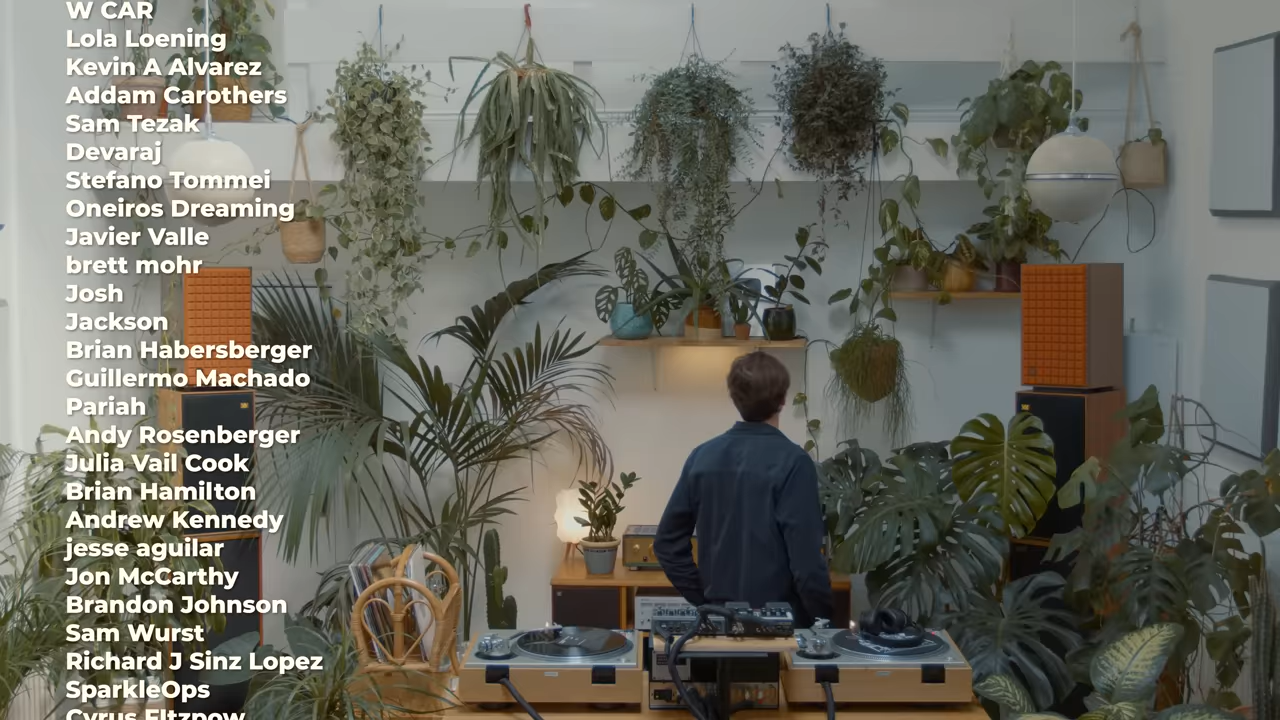 W CAR
Lola Loening
Kevin A Alvarez
Addam Carothers
Sam Tezak
Devaraj
Stefano Tommei
Oneiros Dreaming
Javier Valle
brett mohr
Josh
Jackson
Brian Habersberger
Guillermo Machado
Pariah
Andy Rosenberger
Julia Vail Cook
Brian Hamilton
Andrew Kennedy
jesse aguilar
Jon McCarthy
Brandon Johnson
Sam Wurst
Richard J Sinz Lopez
SparkleOps
Cyrus